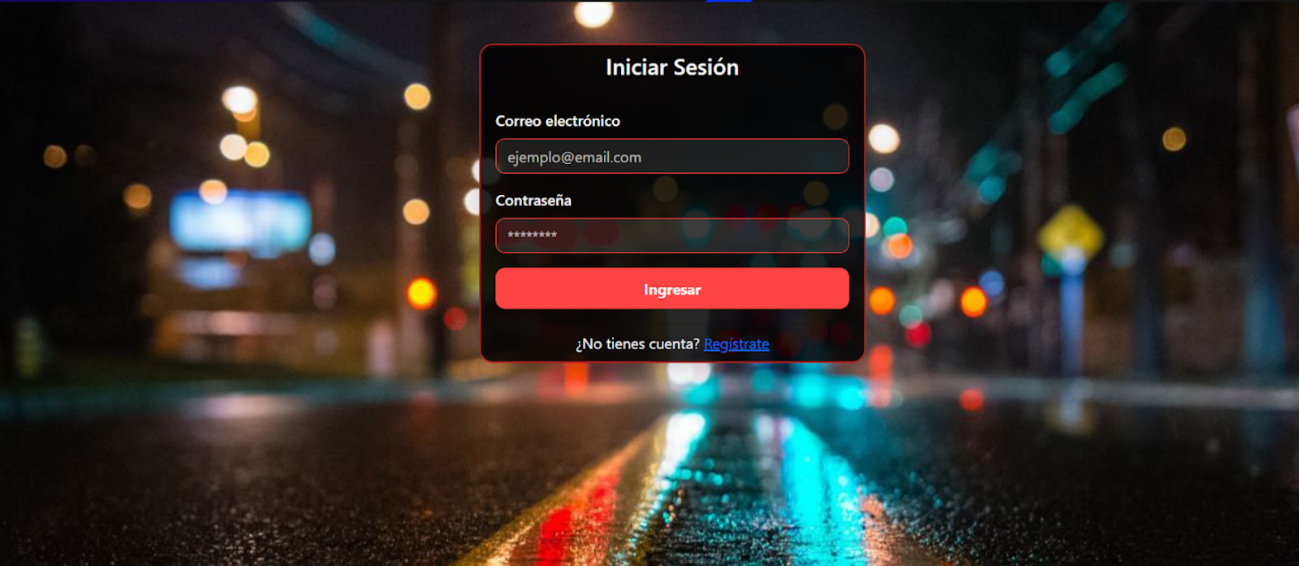 Iniciar Sesión
Correo electrónico
ejemplo@email.com
Contraseña
********
Ingresar
¿No tienes cuenta? Regístrate